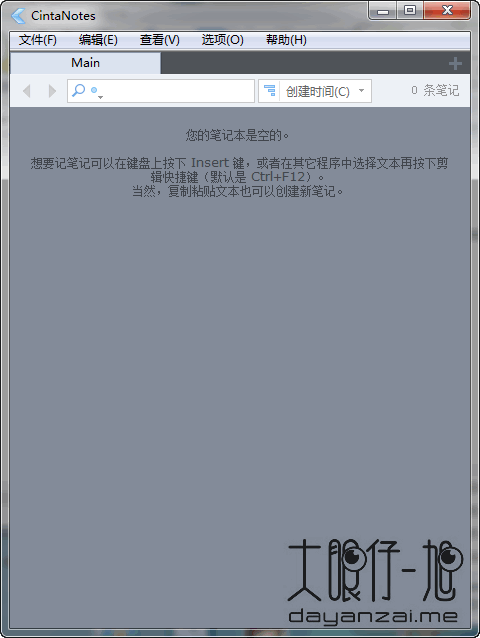 CintaNotes
文件(F) 编辑(E) 查看(V) 选项(O) 帮助(H)
Main
创建时间(C) 0 条笔记
您的笔记本是空的。
想要记笔记可以在键盘上按下 Insert 键，或者在其它程序中选择文本再按下剪
辑快捷键（默认是 Ctrl+F12）。
当然，复制粘贴文本也可以创建新笔记。
大眼仔-旭
dayanzai.me